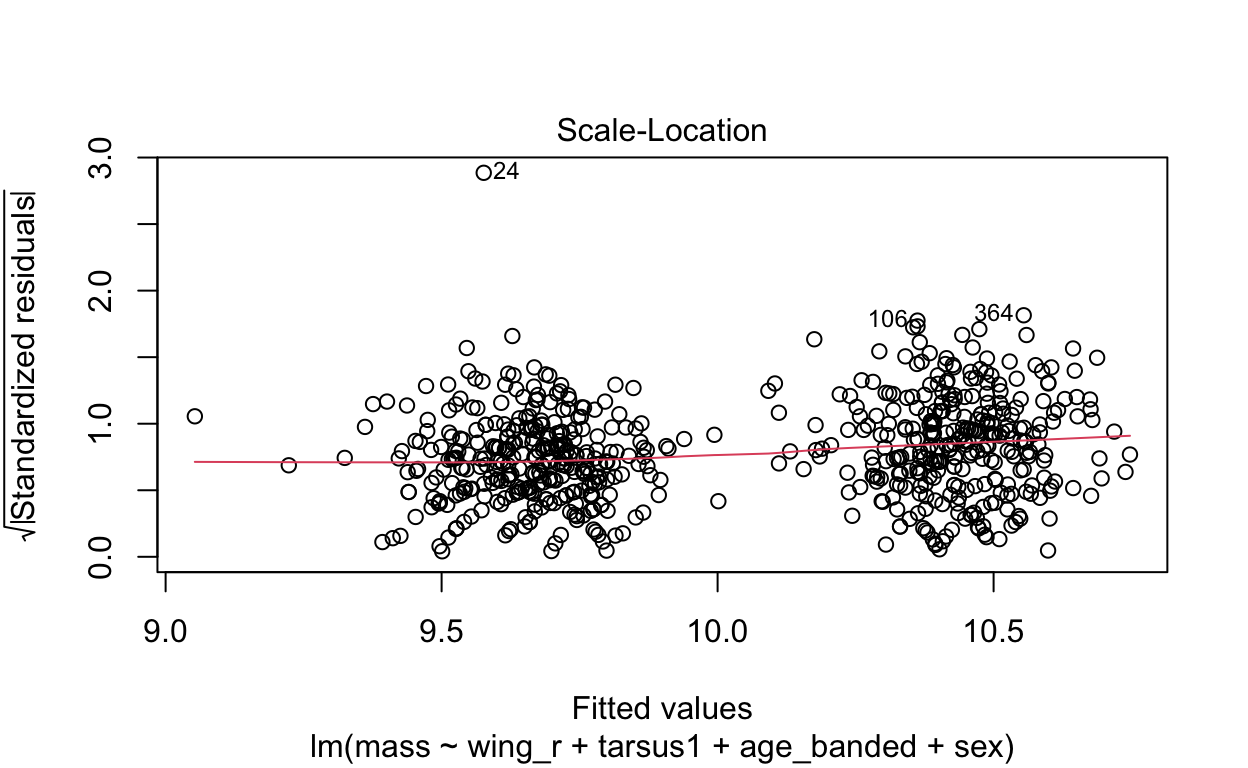 Scale-Location
√|Standardized residuals|
3.0
2.0
1.0
0.0
24
106
364
9.0 9.5 10.0 10.5
Fitted values
lm(mass ~ wing_r + tarsus1 + age_banded + sex)